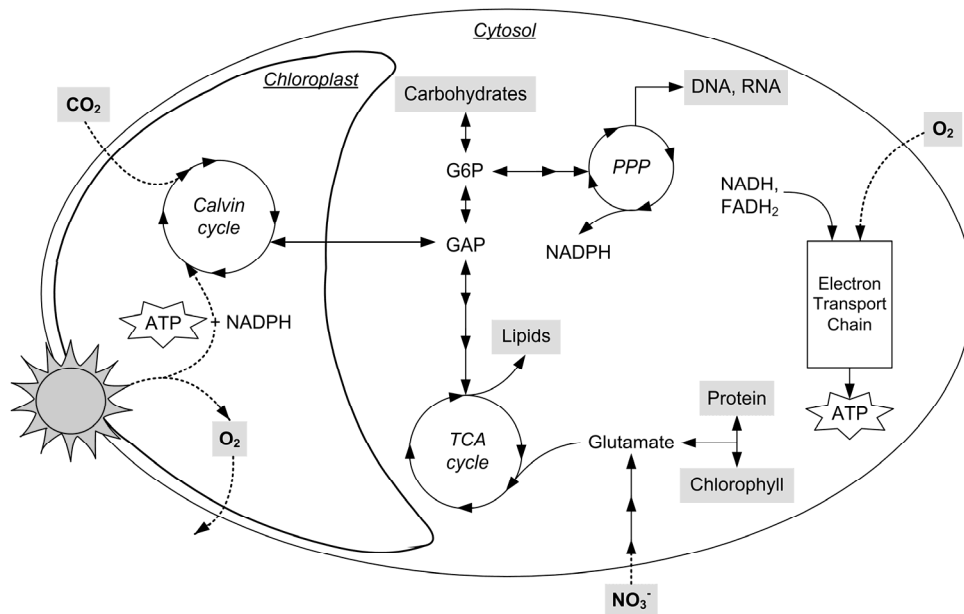 Cytosol
Chloroplast
CO₂
Carbohydrates
DNA, RNA
O₂
G6P
PPP
NADH,
FADH₂
Calvin
cycle
GAP
NADPH
Electron
Transport
Chain
ATP
+ NADPH
Lipids
Protein
ATP
O₂
TCA
cycle
Glutamate
Chlorophyll
NO₃⁻